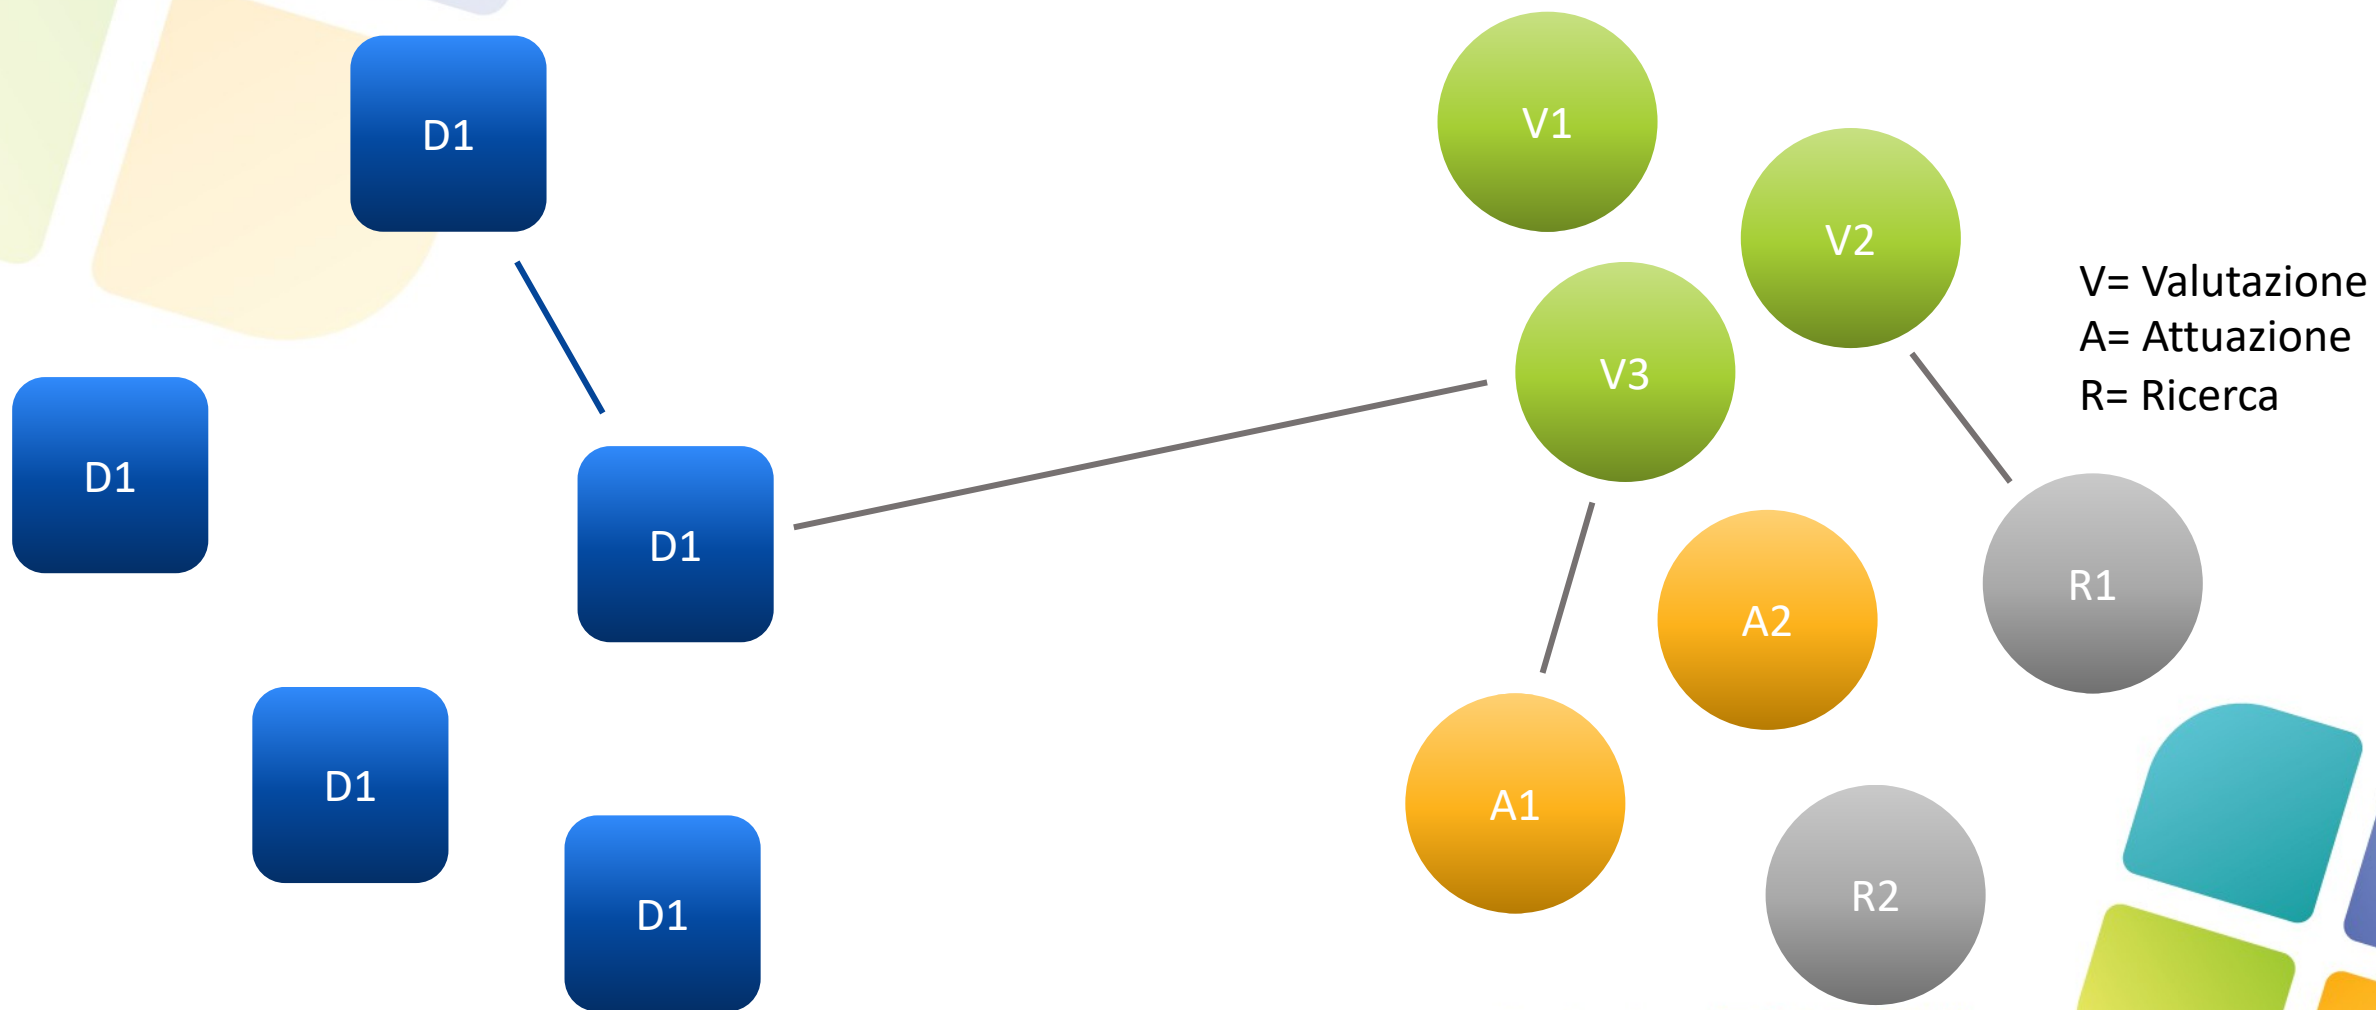 D1
D1
D1
D1
D1
V1
V2
V3
A2
R1
A1
R2
V= Valutazione
A= Attuazione
R= Ricerca